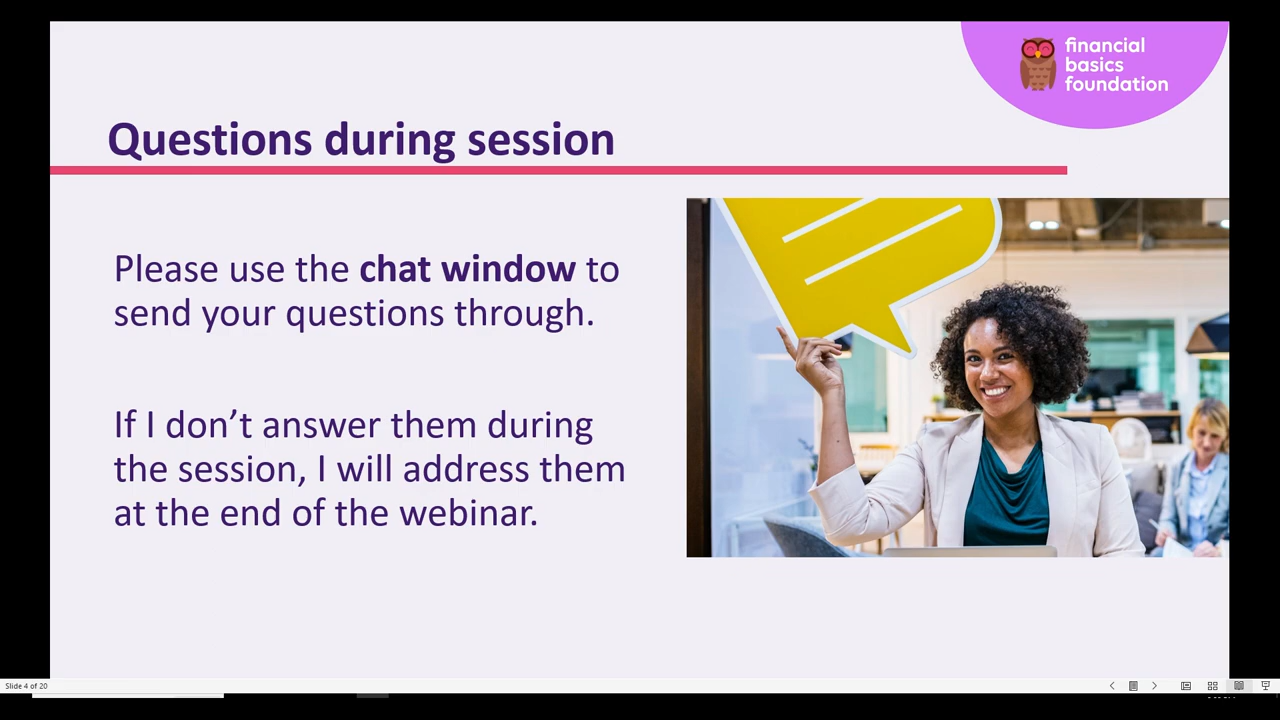 financial
basics
foundation
Questions during session
Please use the chat window to
send your questions through.
If I don’t answer them during
the session, I will address them
at the end of the webinar.
Slide 4 of 20